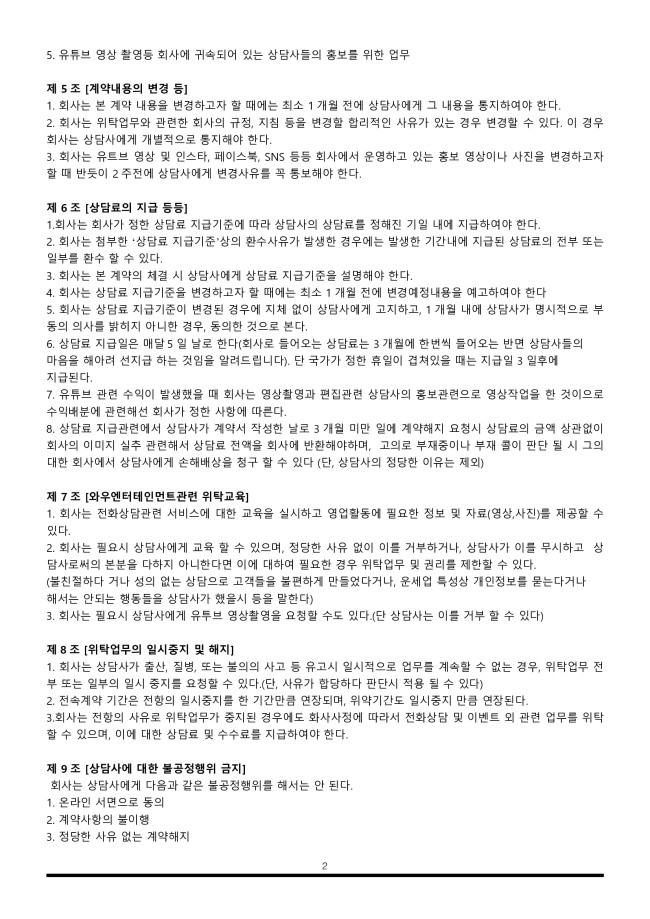 5. 유튜브 영상 촬영등 회사에 귀속되어 있는 상담사들의 홍보를 위한 업무
제 5 조 [계약내용의 변경 등]
1. 회사는 본 계약 내용을 변경하고자 할 때에는 최소 1 개월 전에 상담사에게 그 내용을 통지하여야 한다.
2. 회사는 위탁업무와 관련한 회사의 규정, 지침 등을 변경할 합리적인 사유가 있는 경우 변경할 수 있다. 이 경우
회사는 상담사에게 개별적으로 통지해야 한다.
3. 회사는 유트브 영상 및 인스타, 페이스북, SNS 등등 회사에서 운영하고 있는 홍보 영상이나 사진을 변경하고자
할 때 반듯이 2 주전에 상담사에게 변경사유를 꼭 통보해야 한다.
제 6 조 [상담료의 지급 등등]
1.회사는 회사가 정한 상담료 지급기준에 따라 상담사의 상담료를 정해진 기일 내에 지급하여야 한다.
2. 회사는 첨부한 ‘상담료 지급기준’상의 환수사유가 발생한 경우에는 발생한 기간내에 지급된 상담료의 전부 또는
일부를 환수 할 수 있다.
3. 회사는 본 계약의 체결 시 상담사에게 상담료 지급기준을 설명해야 한다.
4. 회사는 상담료 지급기준을 변경하고자 할 때에는 최소 1 개월 전에 변경예정내용을 예고하여야 한다
5. 회사는 상담료 지급기준이 변경된 경우에 지체 없이 상담사에게 고지하고, 1 개월 내에 상담사가 명시적으로 부
동의 의사를 밝히지 아니한 경우, 동의한 것으로 본다.
6. 상담료 지급일은 매달 5 일 날로 한다(회사로 들어오는 상담료는 3 개월에 한번씩 들어오는 반면 상담사들의
마음을 해아려 선지급 하는 것임을 알려드립니다). 단 국가가 정한 휴일이 겹쳐있을 때는 지급일 3 일후에
지급된다.
7. 유튜브 관련 수익이 발생했을 때 회사는 영상촬영과 편집관련 상담사의 홍보관련으로 영상작업을 한 것이으로
수익배분에 관련해선 회사가 정한 사항에 따른다.
8. 상담료 지급관련에서 상담사가 계약서 작성한 날로 3 개월 미만 일에 계약해지 요청시 상담료의 금액 상관없이
회사의 이미지 실추 관련해서 상담료 전액을 회사에 반환해야하며,  고의로 부재중이나 부재 콜이 판단 될 시 그의
대한 회사에서 상담사에게 손해배상을 청구 할 수 있다 (단, 상담사의 정당한 이유는 제외)
제 7 조 [와우엔터테인먼트관련 위탁교육]
1. 회사는 전화상담관련 서비스에 대한 교육을 실시하고 영업활동에 필요한 정보 및 자료(영상,사진)를 제공할 수
있다.
2. 회사는 필요시 상담사에게 교육 할 수 있으며, 정당한 사유 없이 이를 거부하거나, 상담사가 이를 무시하고  상
담사로써의 본분을 다하지 아니한다면 이에 대하여 필요한 경우 위탁업무 및 권리를 제한할 수 있다.
(불친절하다 거나 성의 없는 상담으로 고객들을 불편하게 만들었다거나, 운세업 특성상 개인정보를 묻는다거나
해서는 안되는 행동들을 상담사가 했을시 등을 말한다)
3. 회사는 필요시 상담사에게 유투브 영상촬영을 요청할 수도 있다.(단 상담사는 이를 거부 할 수 있다)
제 8 조 [위탁업무의 일시중지 및 해지]
1. 회사는 상담사가 출산, 질병, 또는 불의의 사고 등 유고시 일시적으로 업무를 계속할 수 없는 경우, 위탁업무 전
부 또는 일부의 일시 중지를 요청할 수 있다.(단, 사유가 합당하다 판단시 적용 될 수 있다)
2. 전속계약 기간은 전항의 일시중지를 한 기간만큼 연장되며, 위약기간도 일시중지 만큼 연장된다.
3.회사는 전항의 사유로 위탁업무가 중지된 경우에도 화사사정에 따라서 전화상담 및 이벤트 외 관련 업무를 위탁
할 수 있으며, 이에 대한 상담료 및 수수료를 지급하여야 한다.
제 9 조 [상담사에 대한 불공정행위 금지]
회사는 상담사에게 다음과 같은 불공정행위를 해서는 안 된다.
1. 온라인 서면으로 동의
2. 계약사항의 불이행
3. 정당한 사유 없는 계약해지
2